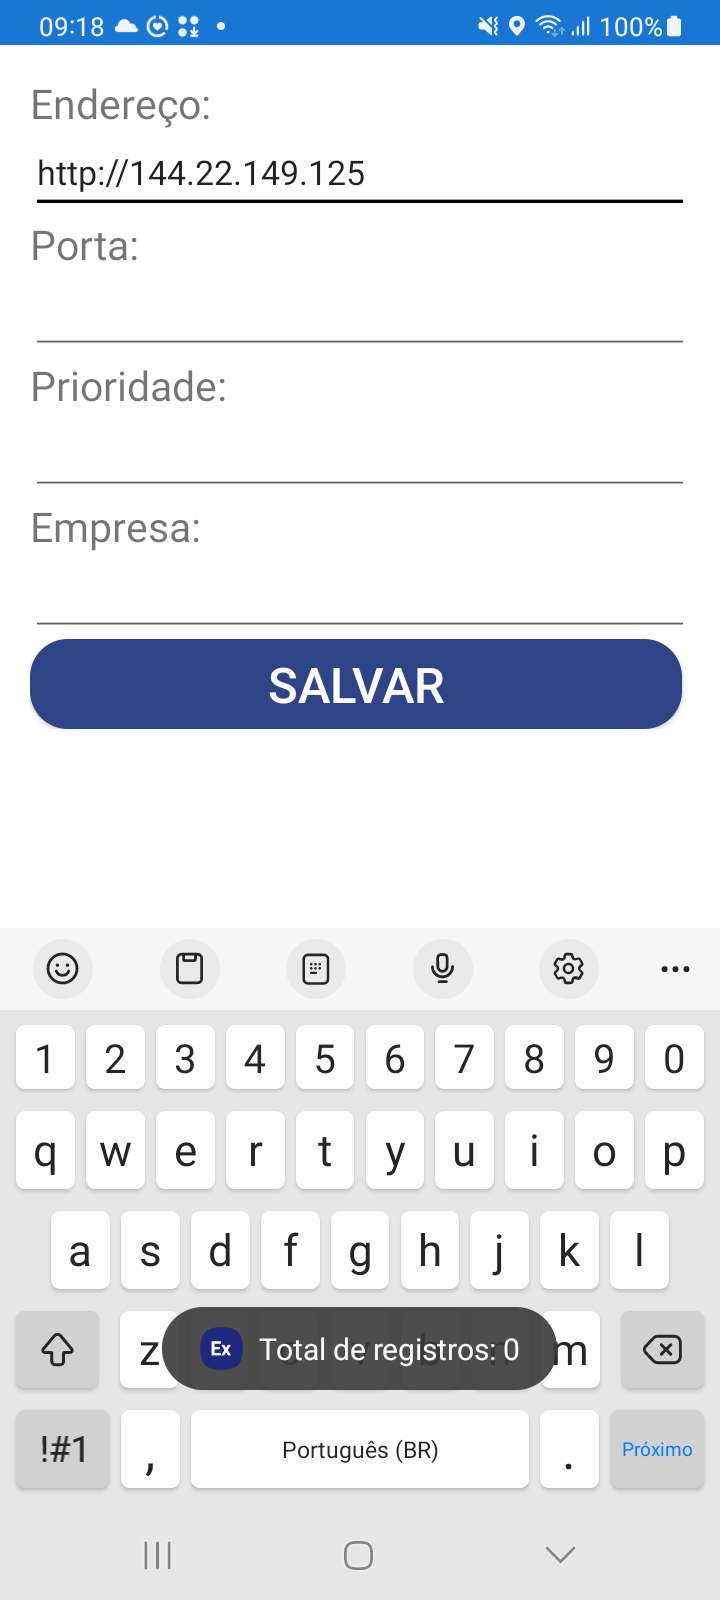 09:18 100%
Endereço:
http://144.22.149.125
Porta:
Prioridade:
Empresa:
SALVAR
1 2 3 4 5 6 7 8 9 0
q w e r t y u i o p
a s d f g h j k l
z m
Ex Total de registros: 0
!#1 , Português (BR) . Próximo